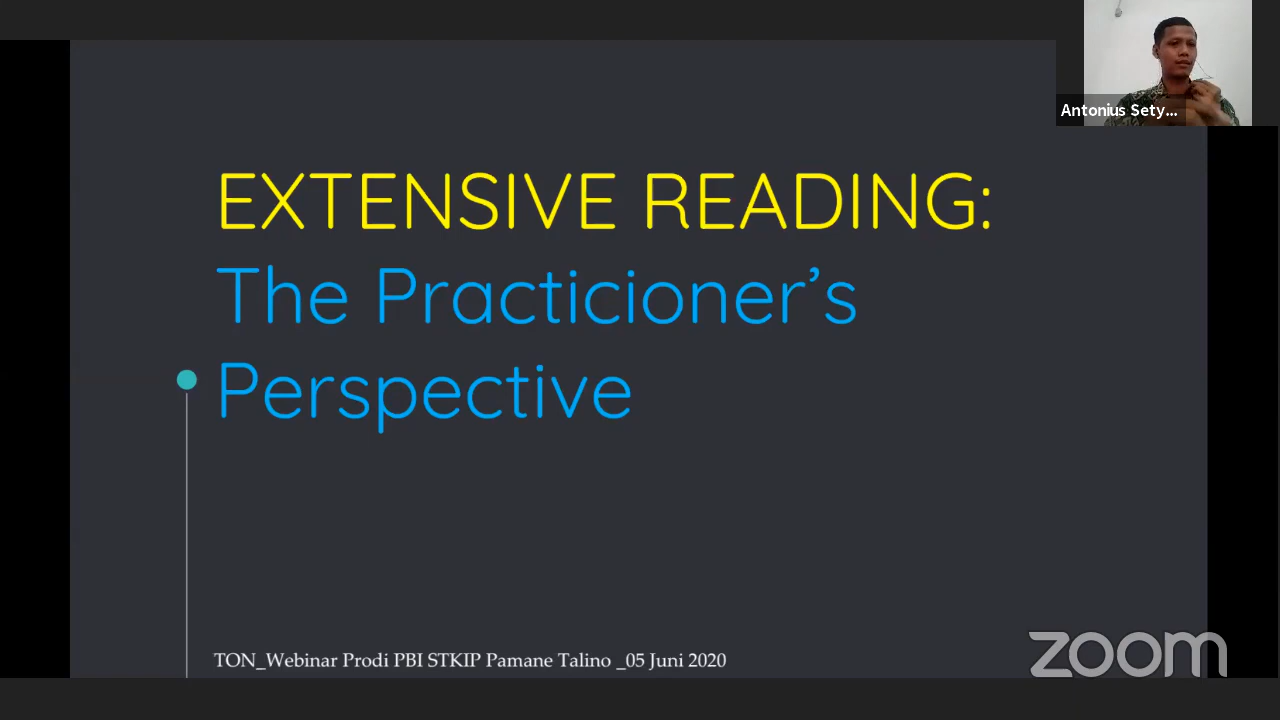 Antonius Sety...
EXTENSIVE READING:
The Practicioner’s
Perspective
TON_Webinar Prodi PBI STKIP Pamane Talino _05 Juni 2020
zoom